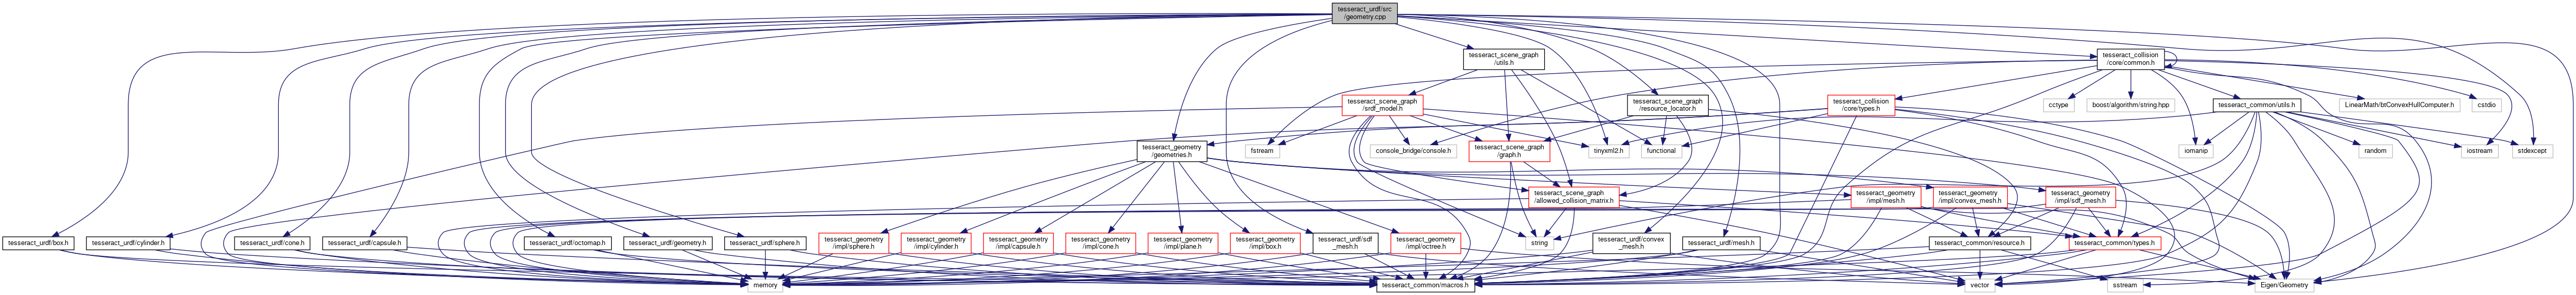 tesseract_urdf/src
/geometry.cpp
tesseract_scene_graph
/utils.h
tesseract_collision
/core/common.h
tesseract_scene_graph
/srdf_model.h
tesseract_scene_graph
/resource_locator.h
tesseract_collision
/core/types.h
cctype
boost/algorithm/string.hpp
tesseract_common/utils.h
LinearMath/btConvexHullComputer.h
cstdio
tesseract_geometry
/geometries.h
fstream
console_bridge/console.h
tesseract_scene_graph
/graph.h
tinyxml2.h
functional
iomanip
random
iostream
stdexcept
tesseract_scene_graph
/allowed_collision_matrix.h
tesseract_geometry
/impl/mesh.h
tesseract_geometry
/impl/convex_mesh.h
tesseract_geometry
/impl/sdf_mesh.h
tesseract_urdf/box.h
tesseract_urdf/cylinder.h
tesseract_urdf/cone.h
tesseract_urdf/capsule.h
tesseract_urdf/octomap.h
tesseract_urdf/geometry.h
tesseract_urdf/sphere.h
tesseract_geometry
/impl/sphere.h
tesseract_geometry
/impl/cylinder.h
tesseract_geometry
/impl/capsule.h
tesseract_geometry
/impl/cone.h
tesseract_geometry
/impl/plane.h
tesseract_geometry
/impl/box.h
tesseract_urdf/sdf
_mesh.h
tesseract_geometry
/impl/octree.h
string
tesseract_urdf/convex
_mesh.h
tesseract_urdf/mesh.h
tesseract_common/resource.h
tesseract_common/types.h
memory
tesseract_common/macros.h
vector
sstream
Eigen/Geometry